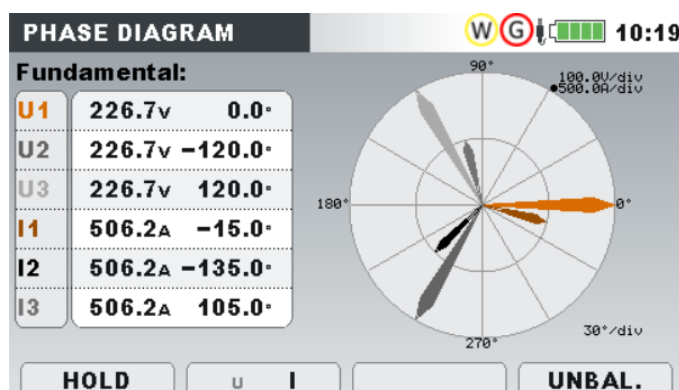 PHASE DIAGRAM W G 10:19
Fundamental:
U1 226.7V 0.0°
U2 226.7V -120.0°
U3 226.7V 120.0°
I1 506.2A -15.0°
I2 506.2A -135.0°
I3 506.2A 105.0°
90°
100.0V/div
500.0A/div
180°
0°
270°
30°/div
HOLD U I UNBAL.